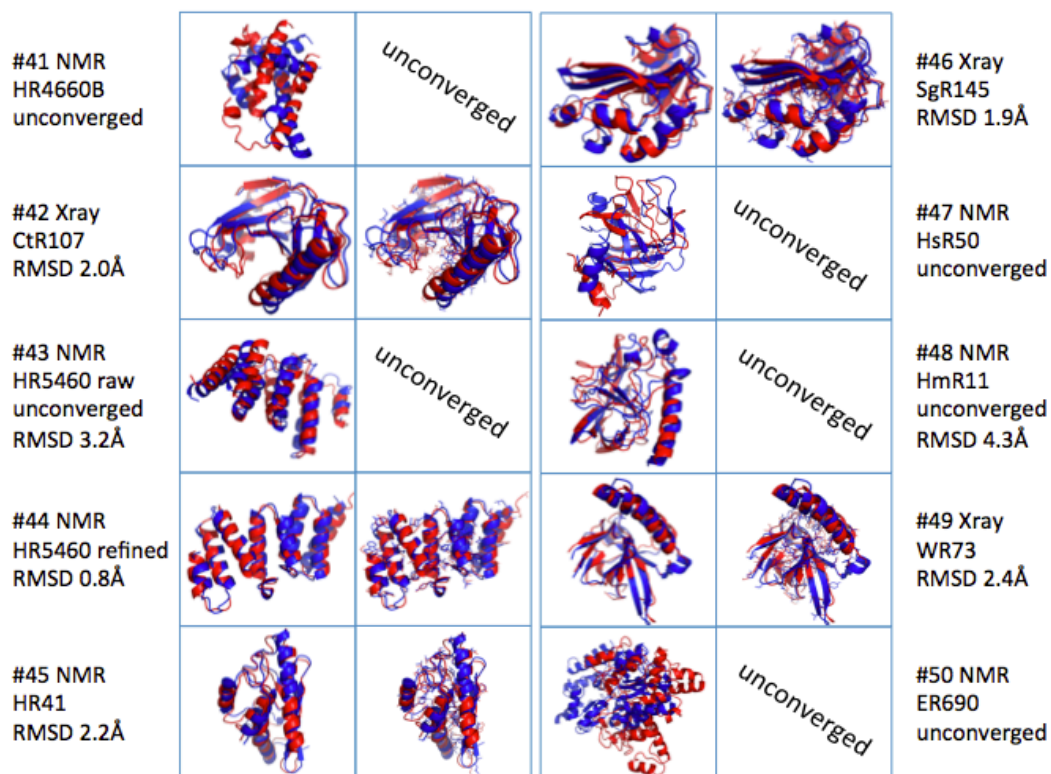 #41 NMR
HR4660B
unconverged
unconverged
#46 Xray
SgR145
RMSD 1.9Å
#42 Xray
CtR107
RMSD 2.0Å
unconverged
#47 NMR
HsR50
unconverged
#43 NMR
HR5460 raw
unconverged
RMSD 3.2Å
unconverged
unconverged
#48 NMR
HmR11
unconverged
RMSD 4.3Å
#44 NMR
HR5460 refined
RMSD 0.8Å
#49 Xray
WR73
RMSD 2.4Å
#45 NMR
HR41
RMSD 2.2Å
unconverged
#50 NMR
ER690
unconverged